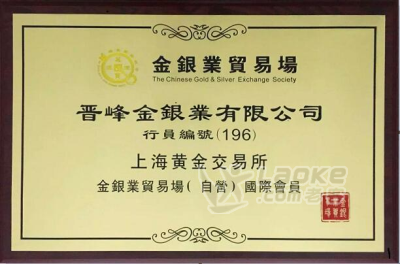 金銀業貿易場
The Chinese Gold & Silver Exchange Society
晋峰金銀業有限公司
行員編號(196)
上海黄金交易所
金銀業貿易場(自營)國際會員
Laoke
.com